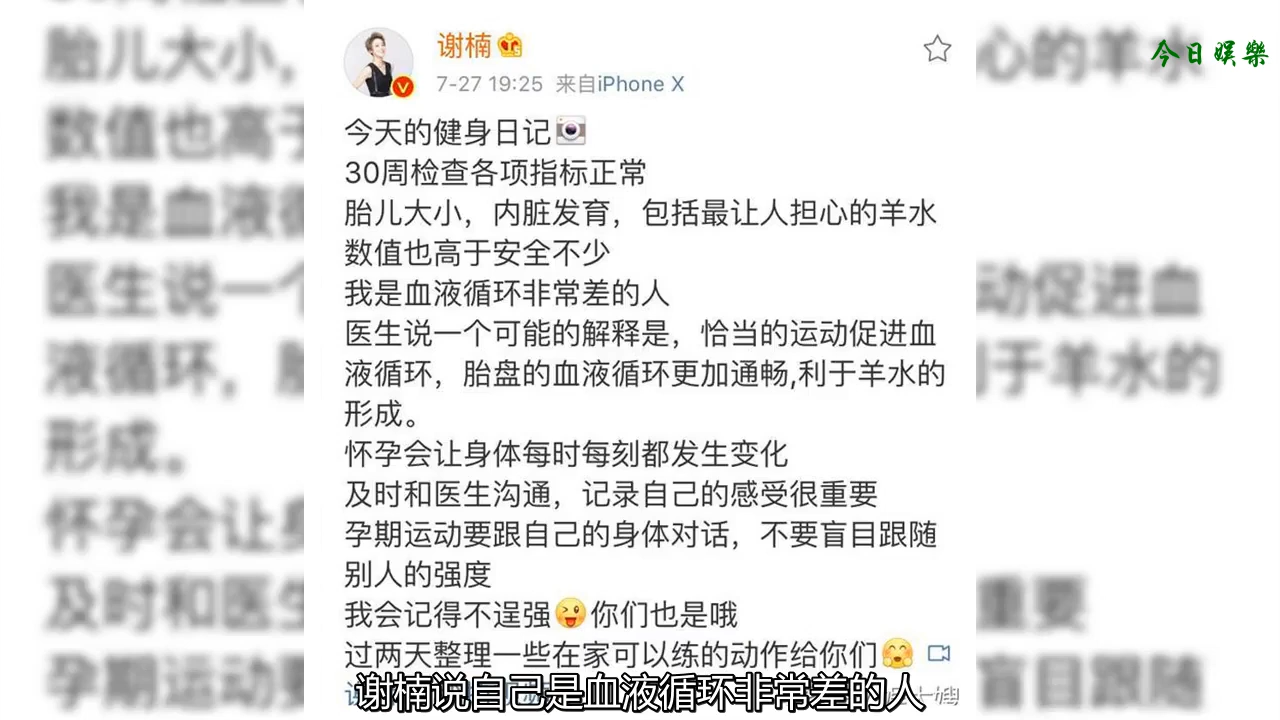 今日娱樂
谢楠
7-27 19:25 来自iPhone X
今天的健身日记
30周检查各项指标正常
胎儿大小，内脏发育，包括最让人担心的羊水
数值也高于安全不少
我是血液循环非常差的人
医生说一个可能的解释是，恰当的运动促进血
液循环，胎盘的血液循环更加通畅,利于羊水的
形成。
怀孕会让身体每时每刻都发生变化
及时和医生沟通，记录自己的感受很重要
孕期运动要跟自己的身体对话，不要盲目跟随
别人的强度
我会记得不逞强你们也是哦
过两天整理一些在家可以练的动作给你们
谢楠说自己是血液循环非常差的人